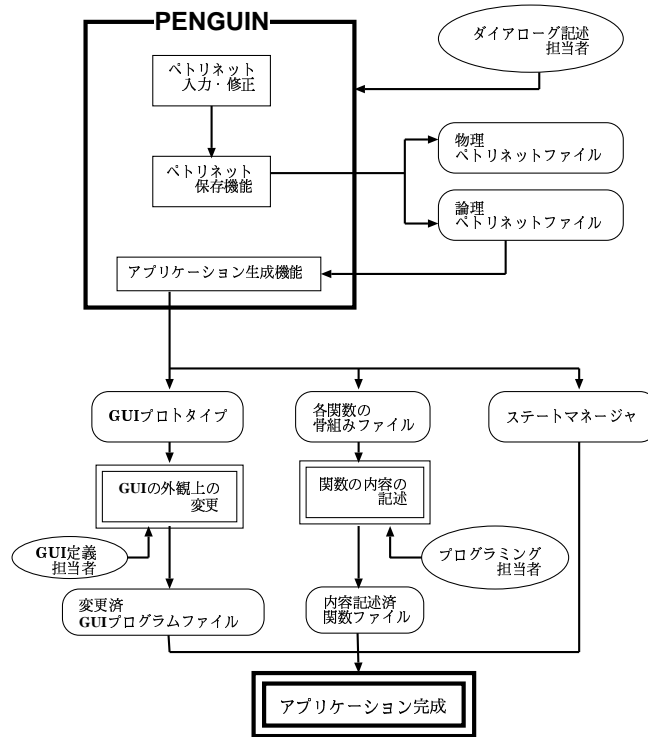 PENGUIN
ダイアローグ記述
担当者
ペトリネット
入力・修正
物理
ペトリネットファイル
ペトリネット
保存機能
論理
ペトリネットファイル
アプリケーション生成機能
GUIプロトタイプ
各関数の
骨組みファイル
ステートマネージャ
GUIの外観上の
変更
関数の内容の
記述
GUI定義
担当者
プログラミング
担当者
変更済
GUIプログラムファイル
内容記述済
関数ファイル
アプリケーション完成